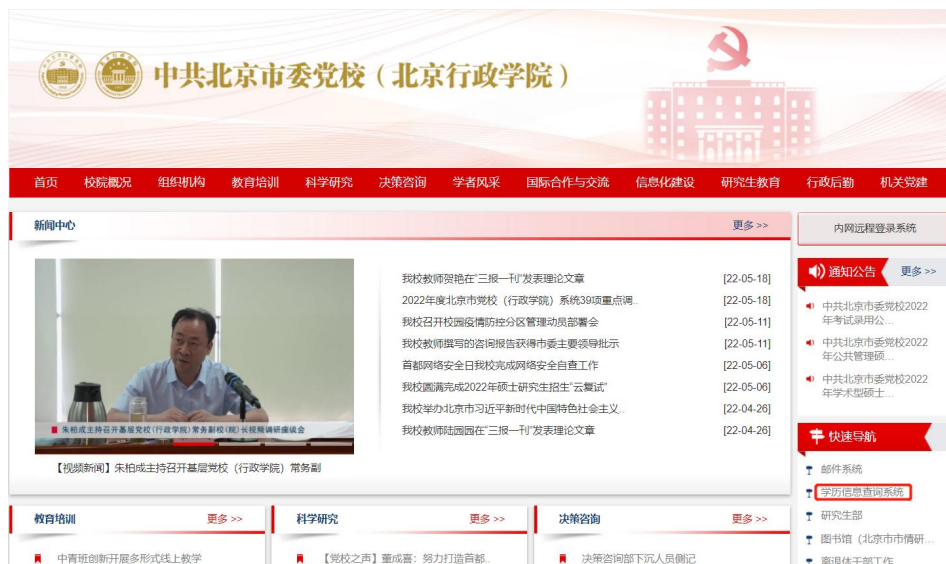 中共北京市委党校（北京行政学院）
首页 校院概况 组织机构 教育培训 科学研究 决策咨询 学者风采 国际合作与交流 信息化建设 研究生教育 行政后勤 机关党建
新闻中心 更多 >>
朱柏成主持召开基层党校(行政学院)常务副校(院)长视频调研座谈会
【视频新闻】朱柏成主持召开基层党校（行政学院）常务副
我校教师贺艳在“三报一刊”发表理论文章 [22-05-18]
2022年度北京市党校（行政学院）系统39项重点调.. [22-05-18]
我校召开校园疫情防控分区管理动员部署会 [22-05-11]
我校教师撰写的咨询报告获得市委主要领导批示 [22-05-11]
首都网络安全日我校完成网络安全自查工作 [22-05-06]
我校圆满完成2022年硕士研究生招生“云复试” [22-05-06]
我校举办北京市习近平新时代中国特色社会主义.. [22-04-26]
我校教师陆园园在“三报一刊”发表理论文章 [22-04-26]
内网远程登录系统
通知公告 更多 >>
中共北京市委党校2022
年考试录用公...
中共北京市委党校2022
年公共管理硕...
中共北京市委党校2022
年学术型硕士...
快速导航
邮件系统
学历信息查询系统
研究生部
图书馆（北京市市情研...
离退休干部工作
教育培训 更多 >>
中青班创新开展多形式线上教学
科学研究 更多 >>
【党校之声】董成喜：努力打造首都..
决策咨询 更多 >>
决策咨询部下沉人员侧记